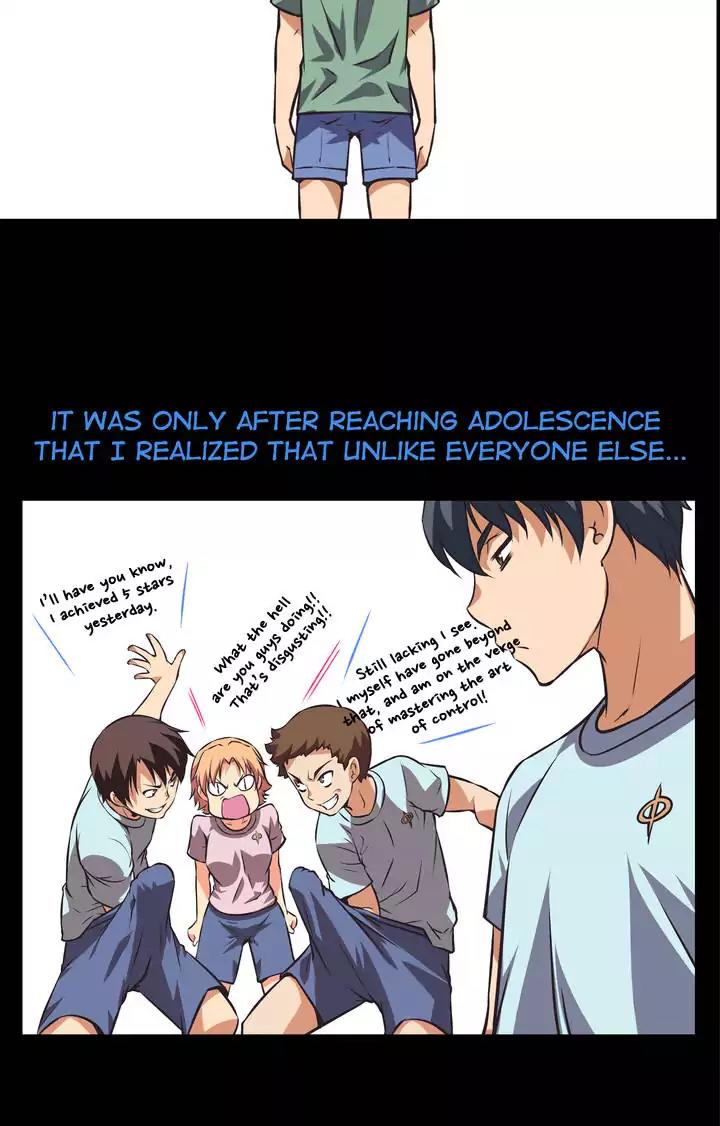 IT WAS ONLY AFTER REACHING ADOLESCENCE
THAT I REALIZED THAT UNLIKE EVERYONE ELSE...
I'll have you know,
I achieved 5 stars
yesterday.
What the hell
are you guys doing!!
That's disgusting!!
Still lacking I see!
I myself have gone beyond
that, and am on the verge
of mastering the art
of control!